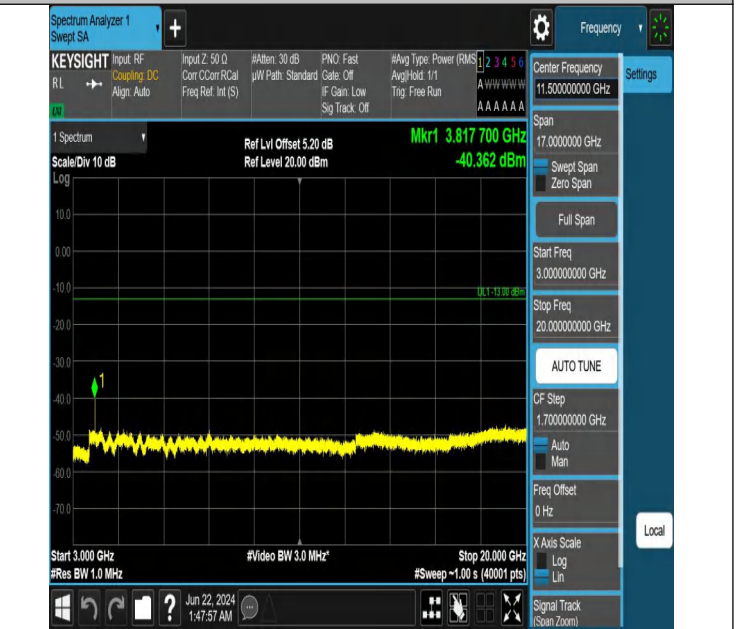 Spectrum Analyzer 1
Swept SA
+
Frequency
KEYSIGHT
RL
Input: RF
Coupling: DC
Align: Auto
Input Z: 50 Ω
Corr CCorr RCal
Freq Ref: Int (S)
#Atten: 30 dB
µW Path: Standard
PNO: Fast
Gate: Off
IF Gain: Low
Sig Track: Off
#Avg Type: Power (RMS
Avg|Hold: 1/1
Trig: Free Run
1 2 3 4 5 6
A W W W W W
A A A A A A
1 Spectrum
Scale/Div 10 dB
Log
Ref Lvl Offset 5.20 dB
Ref Level 20.00 dBm
Mkr1 3.817 700 GHz
-40.362 dBm
10.0
0.00
-10.0
DL1 -13.00 dBm
-20.0
-30.0
1
-40.0
-50.0
-60.0
-70.0
Start 3.000 GHz
#Res BW 1.0 MHz
#Video BW 3.0 MHz*
Stop 20.000 GHz
#Sweep ~1.00 s (40001 pts)
Center Frequency
11.500000000 GHz
Span
17.0000000 GHz
Swept Span
Zero Span
Full Span
Start Freq
3.000000000 GHz
Stop Freq
20.000000000 GHz
AUTO TUNE
CF Step
1.700000000 GHz
Auto
Man
Freq Offset
0 Hz
X Axis Scale
Log
Lin
Signal Track
(Span Zoom)
Settings
Local
?
Jun 22, 2024
1:47:57 AM